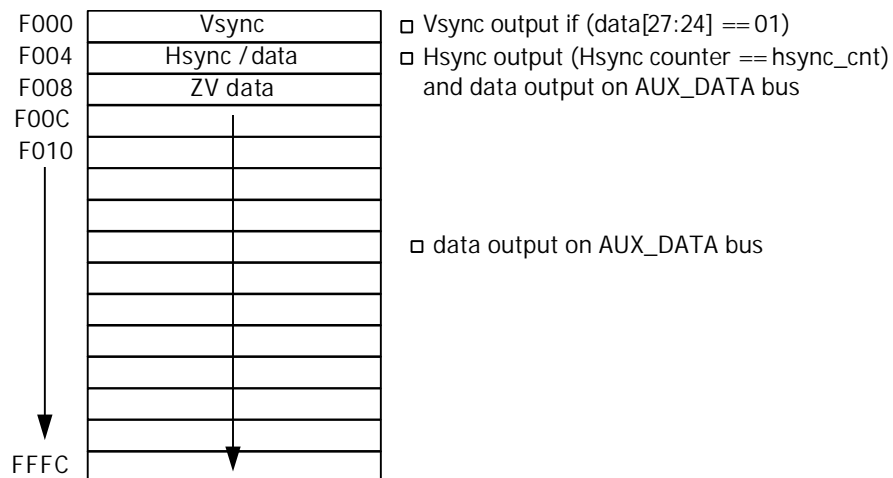 F000 Vsync □ Vsync output if (data[27:24] == 01)
F004 Hsync / data □ Hsync output (Hsync counter == hsync_cnt)
F008 ZV data and data output on AUX_DATA bus
F00C
F010
□ data output on AUX_DATA bus
FFFC